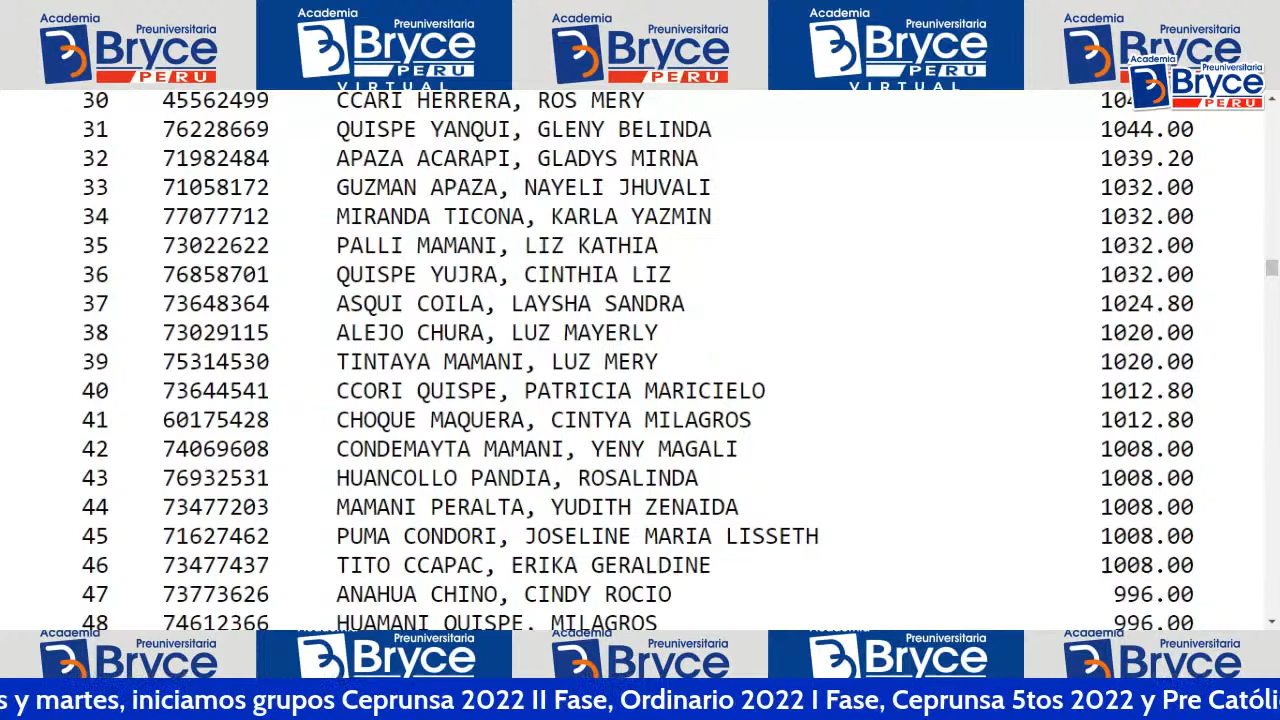 Academia Preuniversitaria Bryce PERU
Academia Preuniversitaria Bryce PERU VIRTUAL
Academia Preuniversitaria Bryce PERU
Academia Preuniversitaria Bryce PERU VIRTUAL
Academia Bryce
Academia Preuniversitaria Bryce PERU
30 45562499 CCARI HERRERA, ROS MERY
31 76228669 QUISPE YANQUI, GLENY BELINDA 1044.00
32 71982484 APAZA ACARAPI, GLADYS MIRNA 1039.20
33 71058172 GUZMAN APAZA, NAYELI JHUVALI 1032.00
34 77077712 MIRANDA TICONA, KARLA YAZMIN 1032.00
35 73022622 PALLI MAMANI, LIZ KATHIA 1032.00
36 76858701 QUISPE YUJRA, CINTHIA LIZ 1032.00
37 73648364 ASQUI COILA, LAYSHA SANDRA 1024.80
38 73029115 ALEJO CHURA, LUZ MAYERLY 1020.00
39 75314530 TINTAYA MAMANI, LUZ MERY 1020.00
40 73644541 CCORI QUISPE, PATRICIA MARICIELO 1012.80
41 60175428 CHOQUE MAQUERA, CINTYA MILAGROS 1012.80
42 74069608 CONDEMAYTA MAMANI, YENY MAGALI 1008.00
43 76932531 HUANCOLLO PANDIA, ROSALINDA 1008.00
44 73477203 MAMANI PERALTA, YUDITH ZENAIDA 1008.00
45 71627462 PUMA CONDORI, JOSELINE MARIA LISSETH 1008.00
46 73477437 TITO CCAPAC, ERIKA GERALDINE 1008.00
47 73773626 ANAHUA CHINO, CINDY ROCIO 996.00
48 74612366 HUAMANI QUISPE, MILAGROS 996.00
Academia Preuniversitaria Bryce
Preuniversitaria Bryce
Academia Preuniversitaria Bryce
Preuniversitaria Bryce
Academia Preuniversitaria Bryce
s y martes, iniciamos grupos Ceprunsa 2022 II Fase, Ordinario 2022 I Fase, Ceprunsa 5tos 2022 y Pre Católi